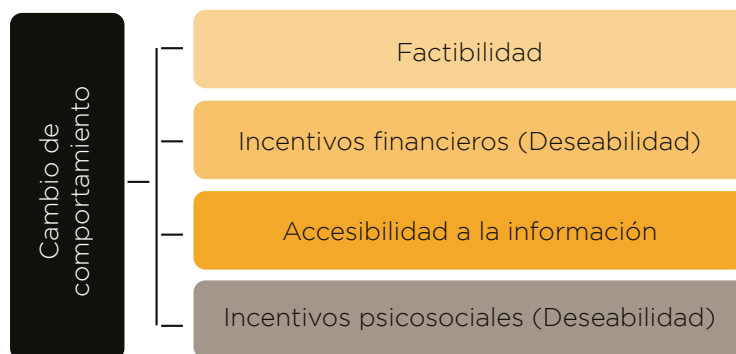 Cambio de
comportamiento
Factibilidad
Incentivos financieros (Deseabilidad)
Accesibilidad a la información
Incentivos psicosociales (Deseabilidad)